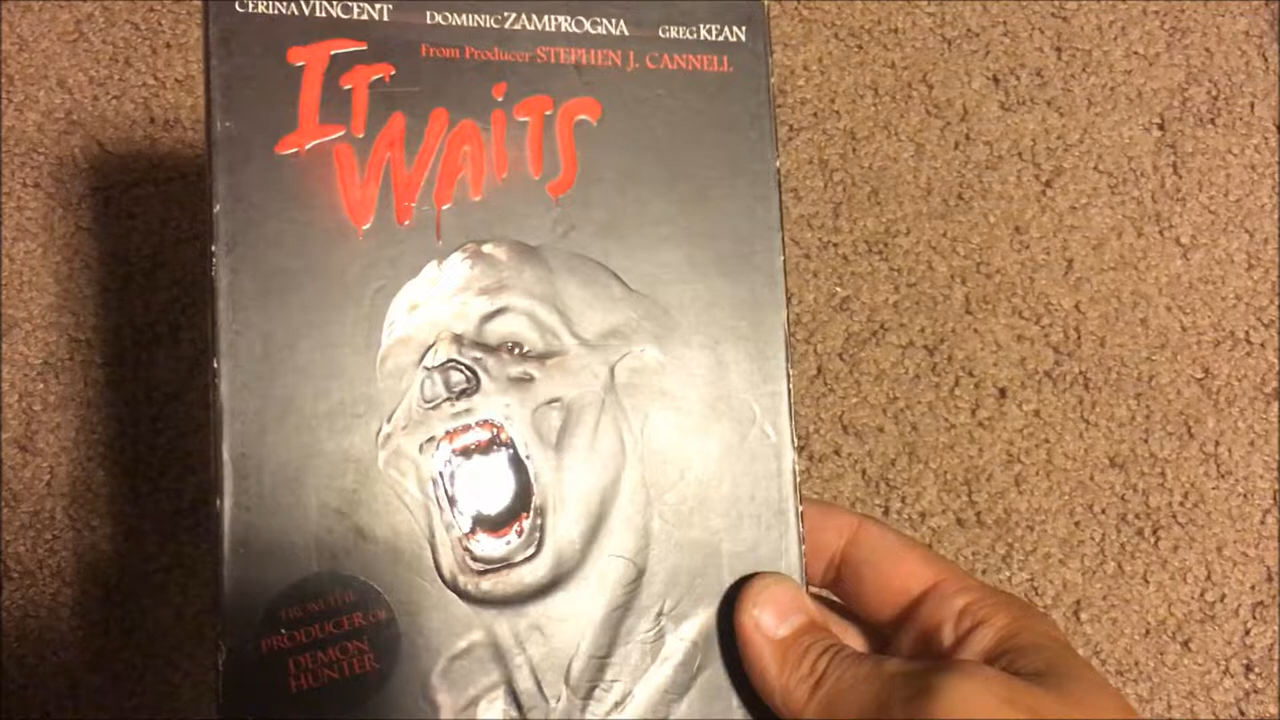 CERINA VINCENT DOMINIC ZAMPROGNA GREG KEAN
From Producer STEPHEN J. CANNELL
IT
WAiTS
FROM THE
PRODUCER OF
DEMON
HUNTER